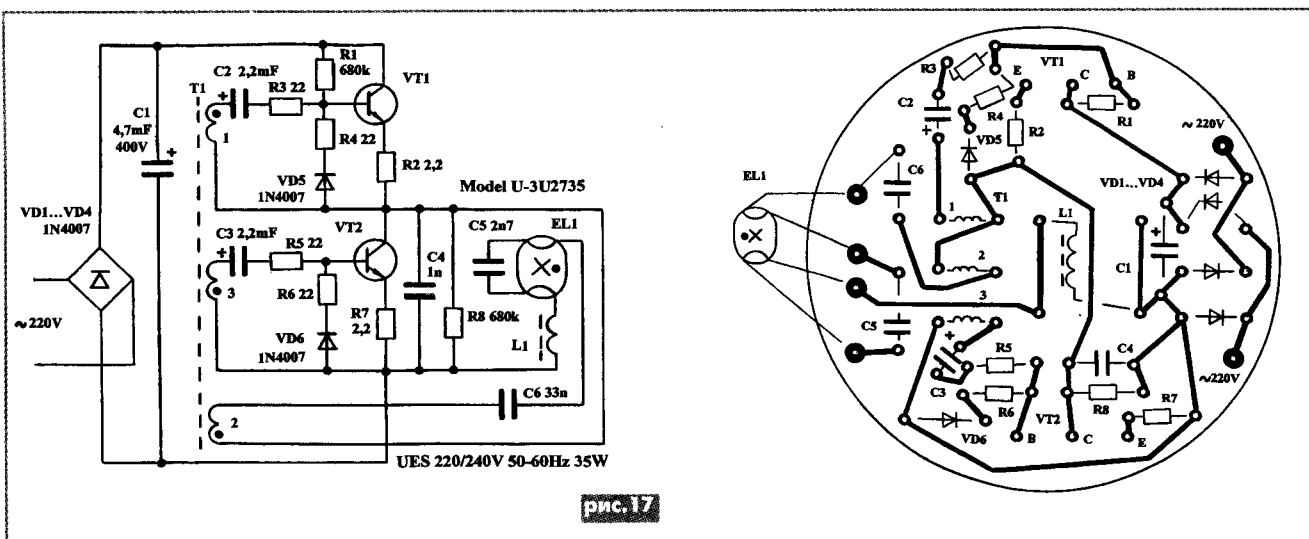 R1
680k
C2 2,2mF
VT1
T1
R3 22
C1
4,7mF
400V
+
+
1
R4 22
R2 2,2
VD5
1N4007
Model U-3U2735
VD1...VD4
1N4007
C3 2,2mF
VT2
C5 2n7
EL1
+
R5 22
C4
1n
3
R6 22
R7
2,2
R8 680k
~220V
VD6
1N4007
L1
C6 33n
2
UES 220/240V 50-60Hz 35W
R3
E
VT1
C
B
C2
R4
R1
+
R2
~220V
VD5
C6
EL1
VD1...VD4
1
T1
L1
+
2
C1
3
C5
+
R5
C4
C3
R6
R8
R7
~220V
VD6
B
VT2
C
E
рис.17